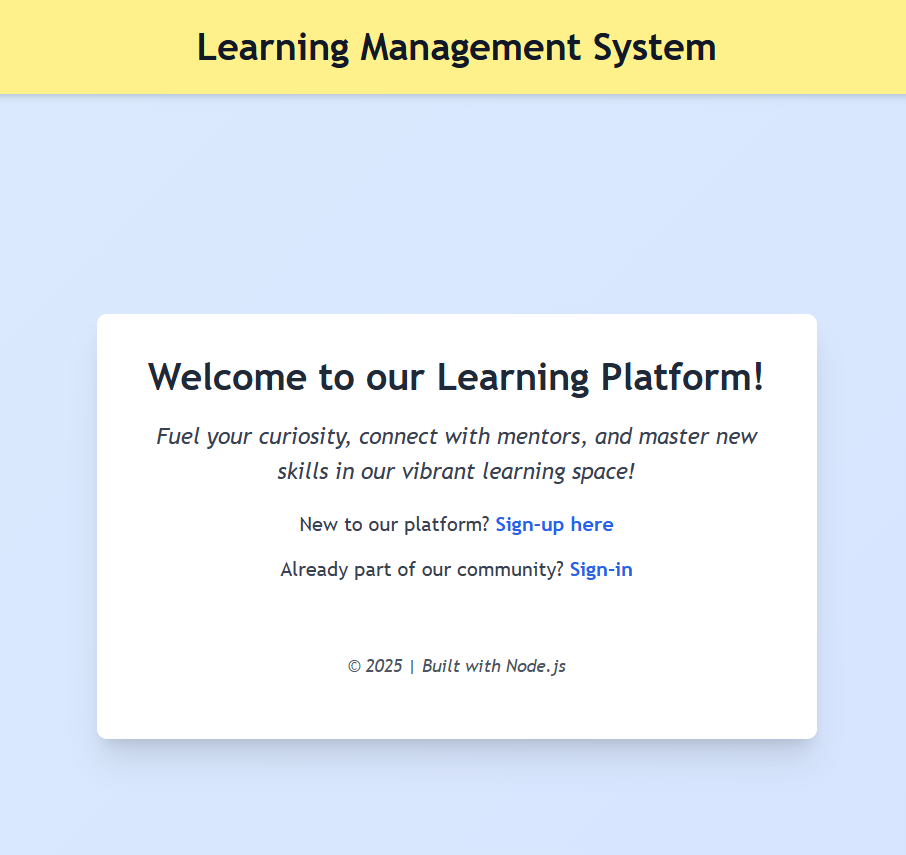 Learning Management System
Welcome to our Learning Platform!
Fuel your curiosity, connect with mentors, and master new
skills in our vibrant learning space!
New to our platform? Sign-up here
Already part of our community? Sign-in
© 2025 | Built with Node.js